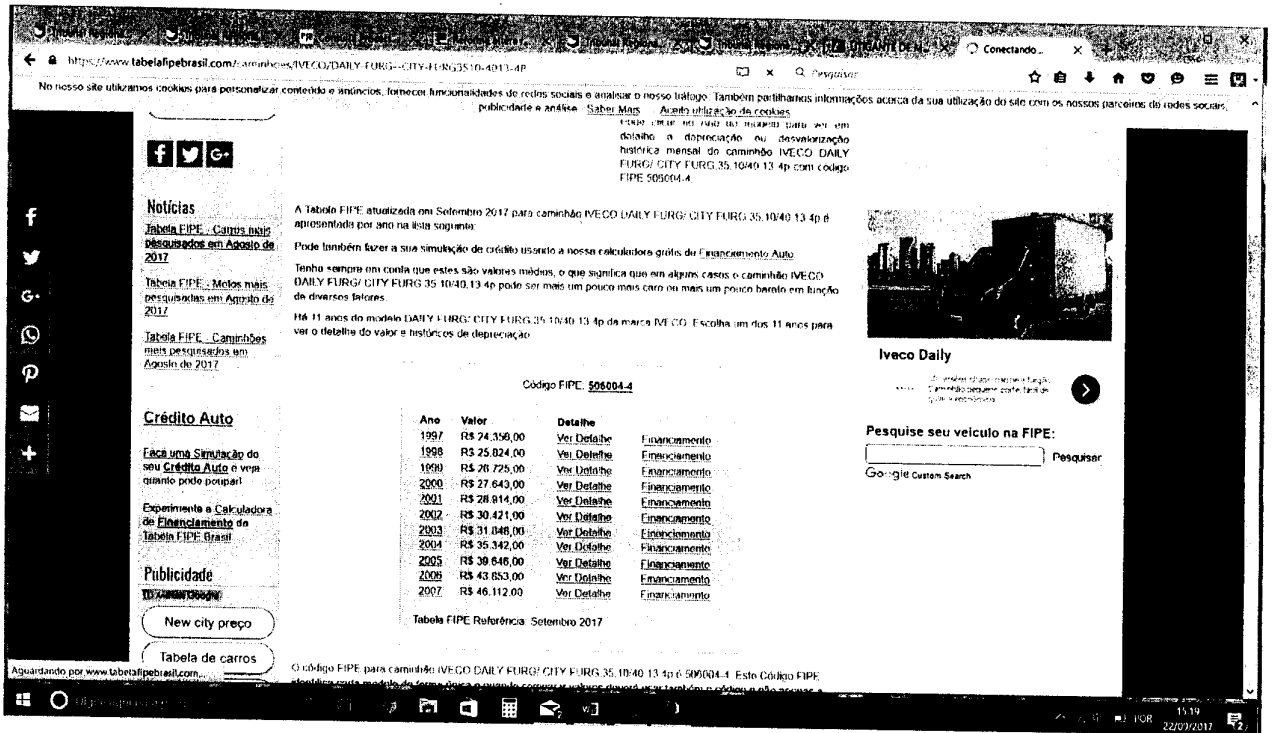 Conectando...
https://www.tabelafipebrasil.com/caminhoes/IVECO/DAILY-FURG--CITY-FURG3510-4013-4P
Pesquisar
No nosso site utilizamos cookies para personalizar conteúdo e anúncios, fornecer funcionalidades de redes sociais e analisar o nosso tráfego. Também partilhamos informações acerca da sua utilização do site com os nossos parceiros de redes sociais,
publicidade e análise. Saber Mais Aceito utilização de cookies
Pode clicar no Ano do modelo para ver em
detalhe a depreciação ou desvalorização
histórica mensal do caminhão IVECO DAILY
FURG/ CITY FURG.35.10/40.13 4p com código
FIPE 506004-4.
Notícias
Tabela FIPE - Carros mais
pesquisados em Agosto de
2017
Tabela FIPE - Motos mais
pesquisadas em Agosto de
2017
Tabela FIPE - Caminhões
mais pesquisados em
Agosto de 2017
A Tabela FIPE atualizada em Setembro 2017 para caminhão IVECO DAILY FURG/ CITY FURG.35.10/40.13 4p é
apresentada por ano na lista seguinte:
Pode também fazer a sua simulação de crédito usando a nossa calculadora grátis de Financiamento Auto.
Tenha sempre em conta que estes são valores médios, o que significa que em alguns casos o caminhão IVECO
DAILY FURG/ CITY FURG.35.10/40.13 4p pode ser mais um pouco mais caro ou mais um pouco barato em função
de diversos fatores.
Há 11 anos do modelo DAILY FURG/ CITY FURG.35.10/40.13 4p da marca IVECO. Escolha um dos 11 anos para
ver o detalhe do valor e históricos de depreciação
Iveco Daily
Pesquise seu veiculo na FIPE:
Pesquisar
Google Custom Search
Crédito Auto
Faça uma Simulação do
seu Crédito Auto e veja
quanto pode poupar!
Experimente a Calculadora
de Financiamento da
Tabela FIPE Brasil
Publicidade
New city preço
Tabela de carros
Código FIPE: 506004-4
Ano Valor Detalhe
1997 R$ 24.358,00 Ver Detalhe Financiamento
1998 R$ 25.824,00 Ver Detalhe Financiamento
1999 R$ 26.725,00 Ver Detalhe Financiamento
2000 R$ 27.643,00 Ver Detalhe Financiamento
2001 R$ 28.914,00 Ver Detalhe Financiamento
2002 R$ 30.421,00 Ver Detalhe Financiamento
2003 R$ 31.848,00 Ver Detalhe Financiamento
2004 R$ 35.342,00 Ver Detalhe Financiamento
2005 R$ 39.646,00 Ver Detalhe Financiamento
2006 R$ 43.853,00 Ver Detalhe Financiamento
2007 R$ 46.112,00 Ver Detalhe Financiamento
Tabela FIPE Referência: Setembro 2017
O código FIPE para caminhão IVECO DAILY FURG/ CITY FURG.35.10/40.13 4p é 506004-4. Este Código FIPE
Aguardando por www.tabelafipebrasil.com...
POR
15:19
22/09/2017